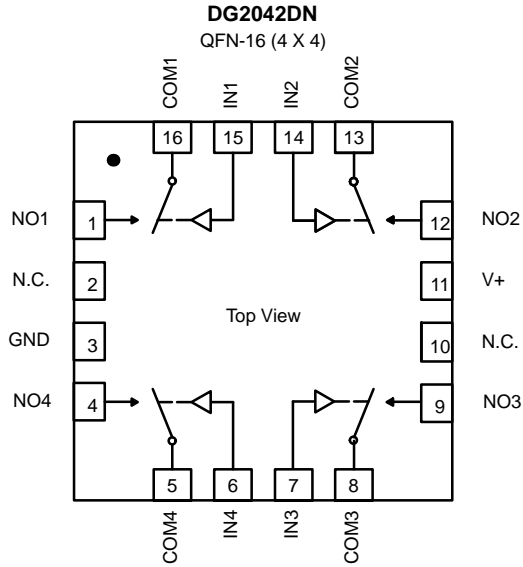 DG2042DN
QFN-16 (4 X 4)
COM1
IN1
IN2
COM2
16
15
14
13
NO1
1
12
NO2
N.C.
2
11
V+
Top View
GND
3
10
N.C.
NO4
4
9
NO3
5
6
7
8
COM4
IN4
IN3
COM3